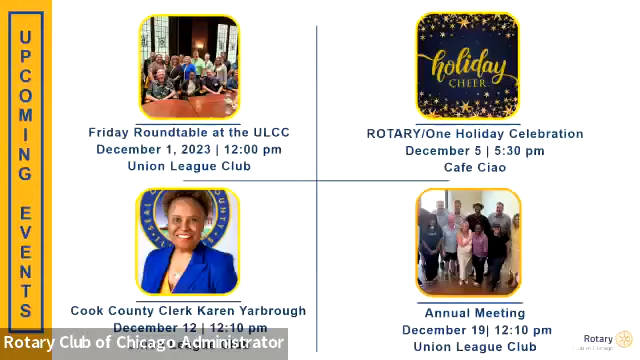 UPCOMING EVENTS
Friday Roundtable at the ULCC
December 1, 2023 | 12:00 pm
Union League Club
holiday
CHEER
ROTARY/One Holiday Celebration
December 5 | 5:30 pm
Cafe Ciao
Cook County Clerk Karen Yarbrough
December 12 | 12:10 pm
Rotary Club of Chicago Administrator
Annual Meeting
December 19| 12:10 pm
Union League Club
Rotary